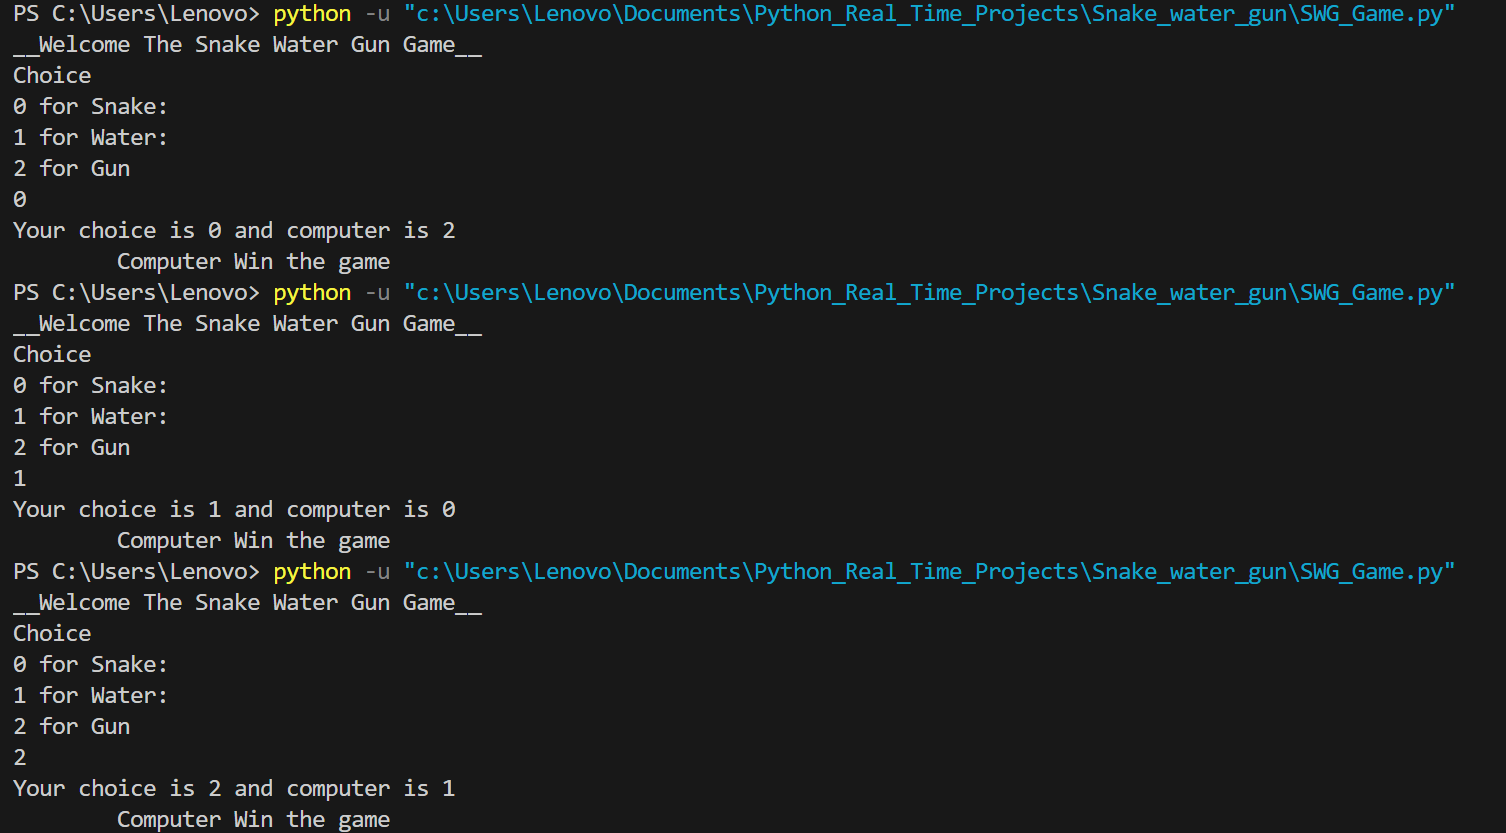 PS C:\Users\Lenovo> python -u "c:\Users\Lenovo\Documents\Python_Real_Time_Projects\Snake_water_gun\SWG_Game.py"
__Welcome The Snake Water Gun Game__
Choice
0 for Snake:
1 for Water:
2 for Gun
0
Your choice is 0 and computer is 2
        Computer Win the game
PS C:\Users\Lenovo> python -u "c:\Users\Lenovo\Documents\Python_Real_Time_Projects\Snake_water_gun\SWG_Game.py"
__Welcome The Snake Water Gun Game__
Choice
0 for Snake:
1 for Water:
2 for Gun
1
Your choice is 1 and computer is 0
        Computer Win the game
PS C:\Users\Lenovo> python -u "c:\Users\Lenovo\Documents\Python_Real_Time_Projects\Snake_water_gun\SWG_Game.py"
__Welcome The Snake Water Gun Game__
Choice
0 for Snake:
1 for Water:
2 for Gun
2
Your choice is 2 and computer is 1
        Computer Win the game